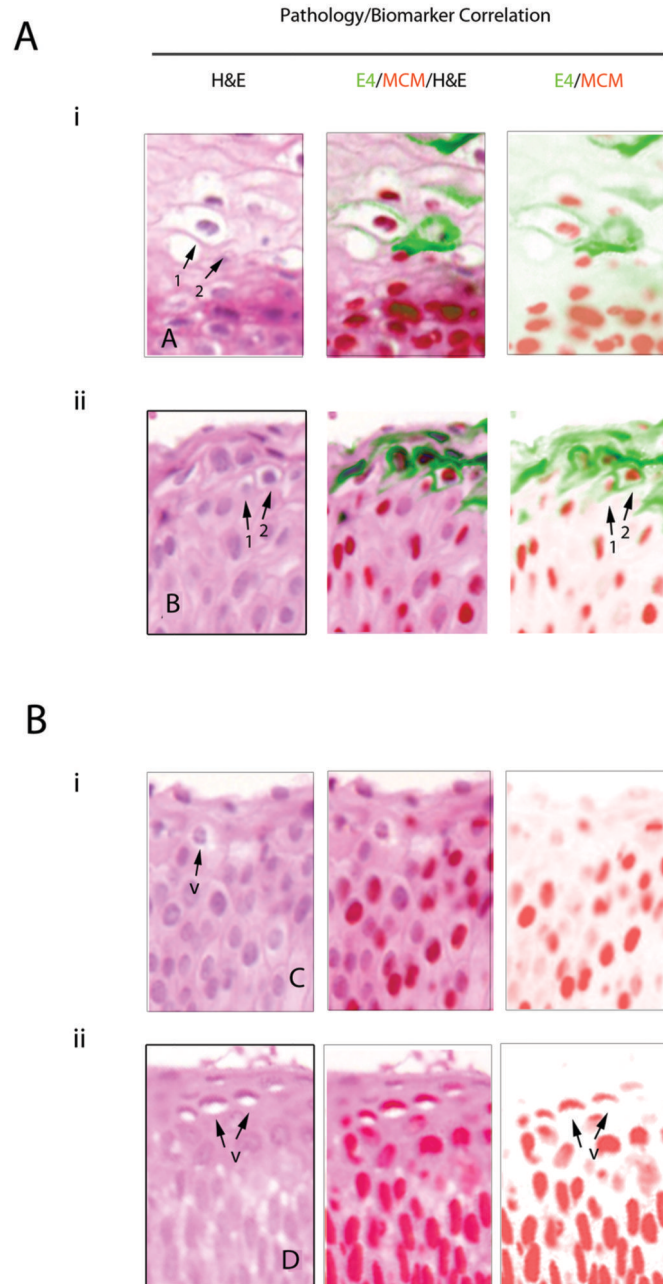 Pathology/Biomarker Correlation
A
H&E E4/MCM/H&E E4/MCM
i
1 2
A
ii
1 2
B
1 2
B
i
v
C
ii
v
D
v